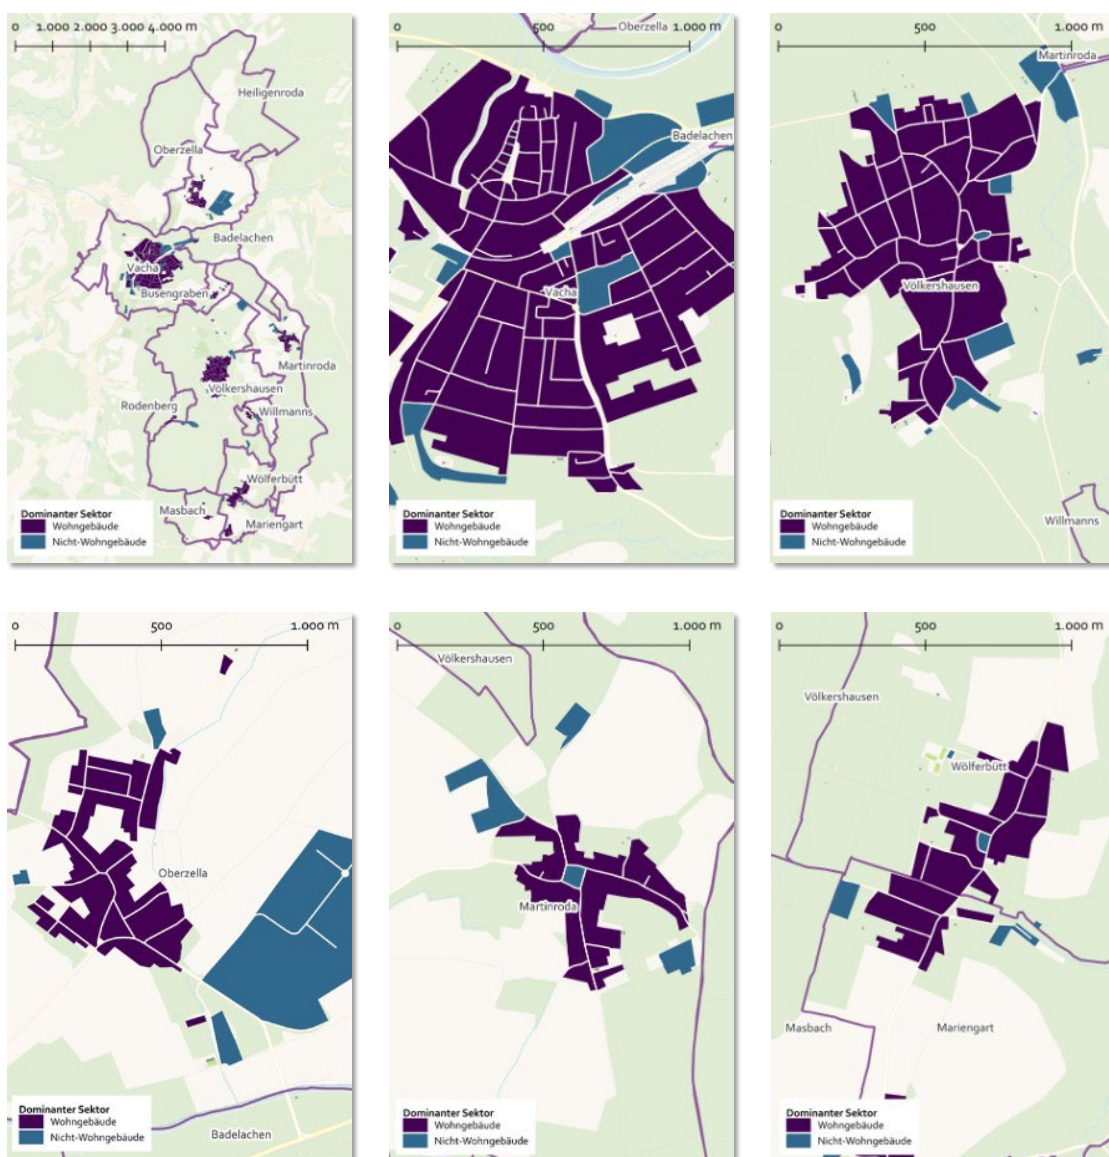 0 1.000 2.000 3.000 4.000 m
Heiligenroda
Oberzella
Badelachen
Vacha
Busengraben
Martinroda
Völkershausen
Rodenberg
Willmanns
Wölferbütt
Masbach
Mariengart
Dominanter Sektor
Wohngebäude
Nicht-Wohngebäude
0 500 1.000 m
Oberzella
Badelachen
Vacha
Dominanter Sektor
Wohngebäude
Nicht-Wohngebäude
0 500 1.000 m
Martinroda
Völkershausen
Willmanns
Dominanter Sektor
Wohngebäude
Nicht-Wohngebäude
0 500 1.000 m
Oberzella
Dominanter Sektor
Wohngebäude
Nicht-Wohngebäude
Badelachen
0 500 1.000 m
Völkershausen
Martinroda
Dominanter Sektor
Wohngebäude
Nicht-Wohngebäude
0 500 1.000 m
Völkershausen
Wölferbütt
Masbach
Mariengart
Dominanter Sektor
Wohngebäude
Nicht-Wohngebäude